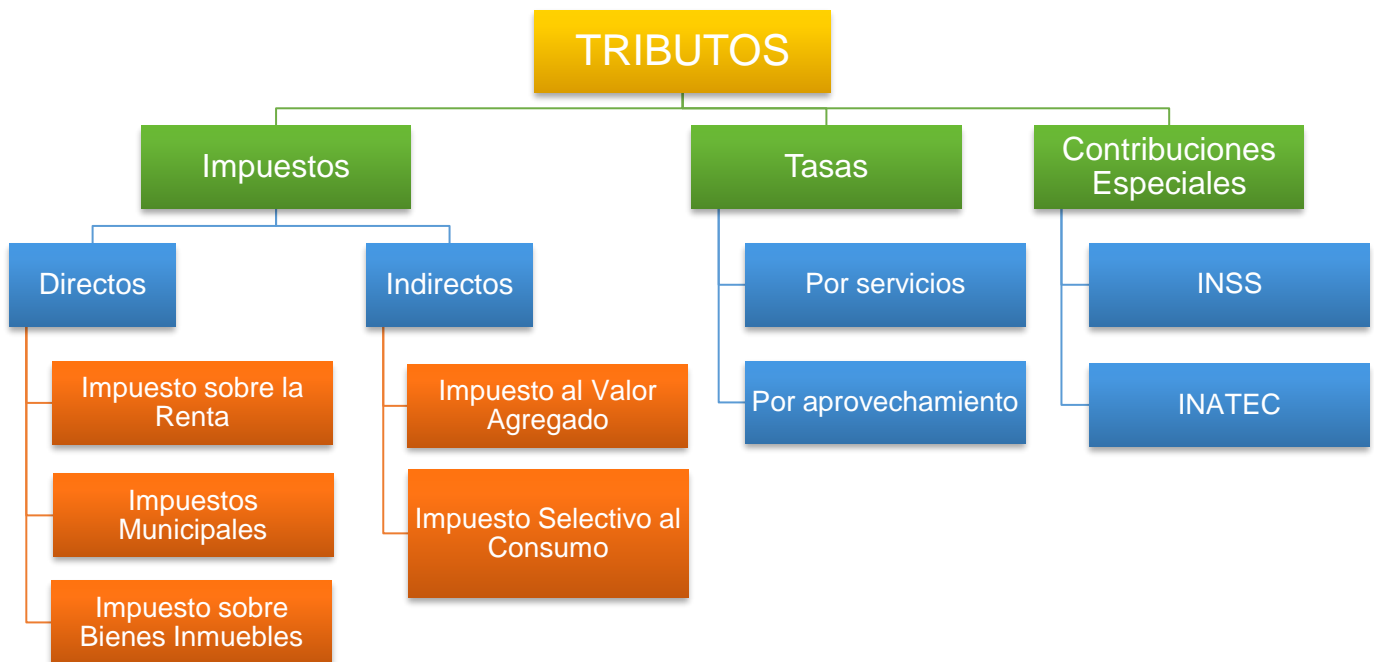 TRIBUTOS
Impuestos
Tasas
Contribuciones
Especiales
Directos
Indirectos
Por servicios
INSS
Impuesto sobre la
Renta
Impuesto al Valor
Agregado
Por aprovechamiento
INATEC
Impuestos
Municipales
Impuesto Selectivo al
Consumo
Impuesto sobre
Bienes Inmuebles